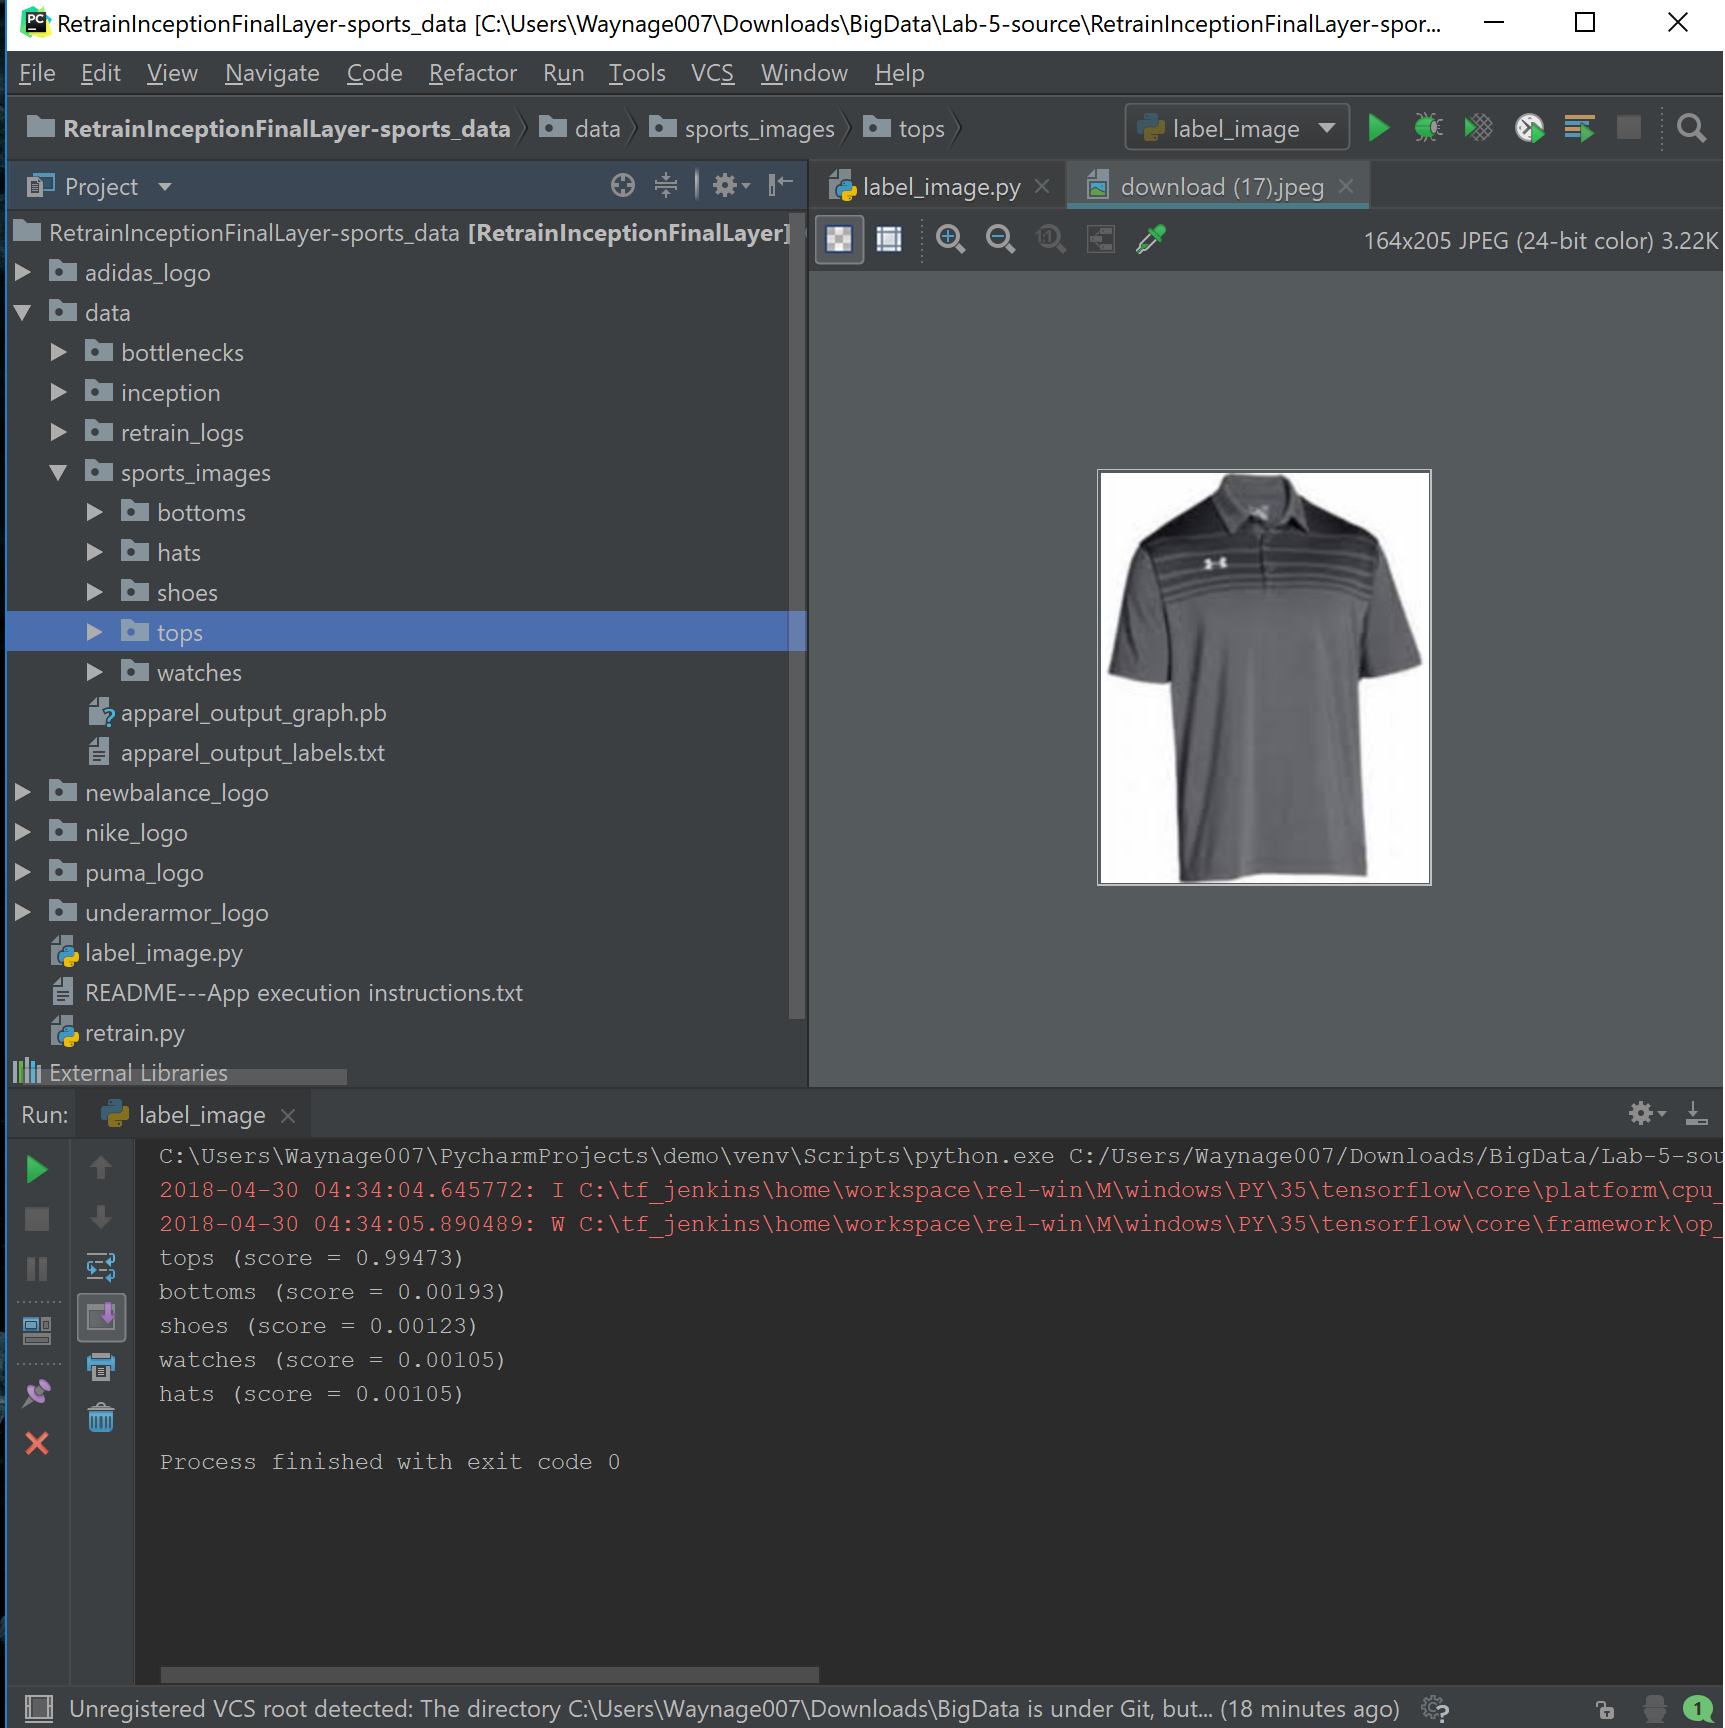 RetrainInceptionFinalLayer-sports_data [C:\Users\Waynage007\Downloads\BigData\Lab-5-source\RetrainInceptionFinalLayer-spor...
File Edit View Navigate Code Refactor Run Tools VCS Window Help
RetrainInceptionFinalLayer-sports_data data sports_images tops label_image
Project
label_image.py download (17).jpeg
164x205 JPEG (24-bit color) 3.22K
RetrainInceptionFinalLayer-sports_data [RetrainInceptionFinalLayer]
adidas_logo
data
bottlenecks
inception
retrain_logs
sports_images
bottoms
hats
shoes
tops
watches
apparel_output_graph.pb
apparel_output_labels.txt
newbalance_logo
nike_logo
puma_logo
underarmor_logo
label_image.py
README---App execution instructions.txt
retrain.py
External Libraries
Run: label_image
C:\Users\Waynage007\PycharmProjects\demo\venv\Scripts\python.exe C:/Users/Waynage007/Downloads/BigData/Lab-5-sou
2018-04-30 04:34:04.645772: I C:\tf_jenkins\home\workspace\rel-win\M\windows\PY\35\tensorflow\core\platform\cpu_
2018-04-30 04:34:05.890489: W C:\tf_jenkins\home\workspace\rel-win\M\windows\PY\35\tensorflow\core\framework\op_
tops (score = 0.99473)
bottoms (score = 0.00193)
shoes (score = 0.00123)
watches (score = 0.00105)
hats (score = 0.00105)
Process finished with exit code 0
Unregistered VCS root detected: The directory C:\Users\Waynage007\Downloads\BigData is under Git, but... (18 minutes ago) 1